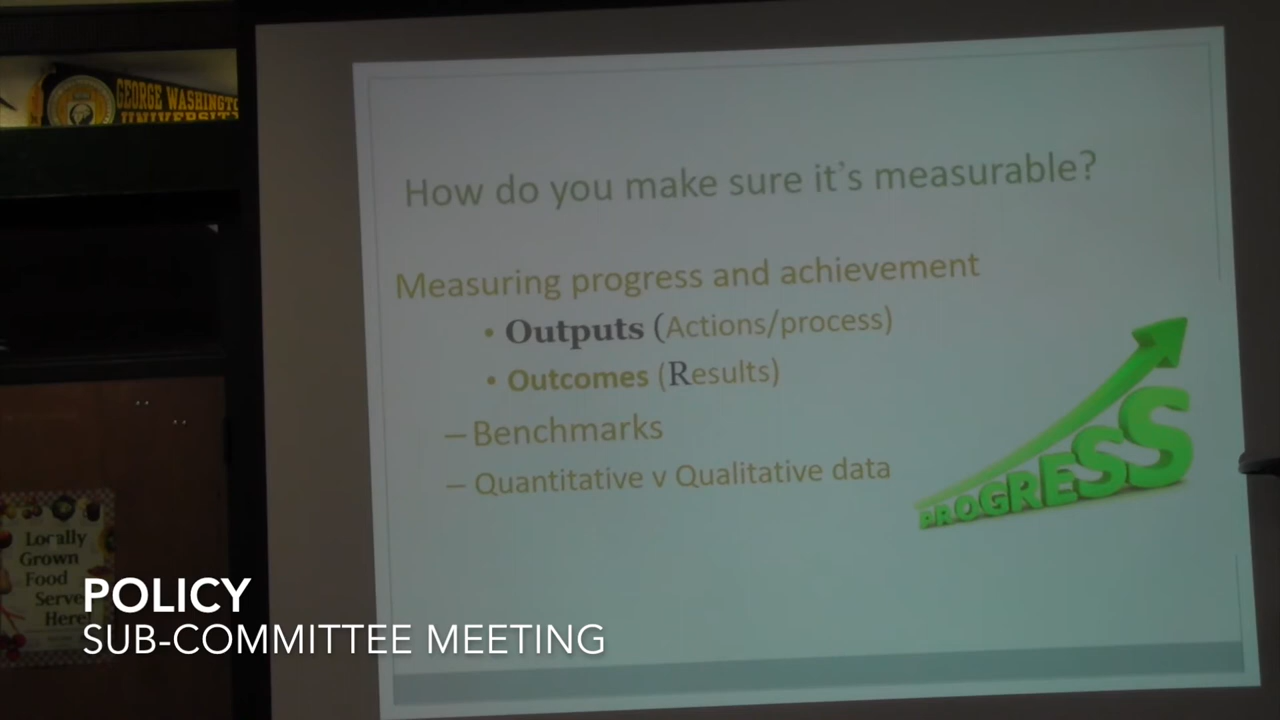 GEORGE WASHINGTON
UNIVERSITY
How do you make sure it's measurable?
Measuring progress and achievement
• Outputs (Actions/process)
• Outcomes (Results)
– Benchmarks
– Quantitative v Qualitative data
PROGRESS
Locally
Grown
Food
Serve
Here!
POLICY
SUB-COMMITTEE MEETING